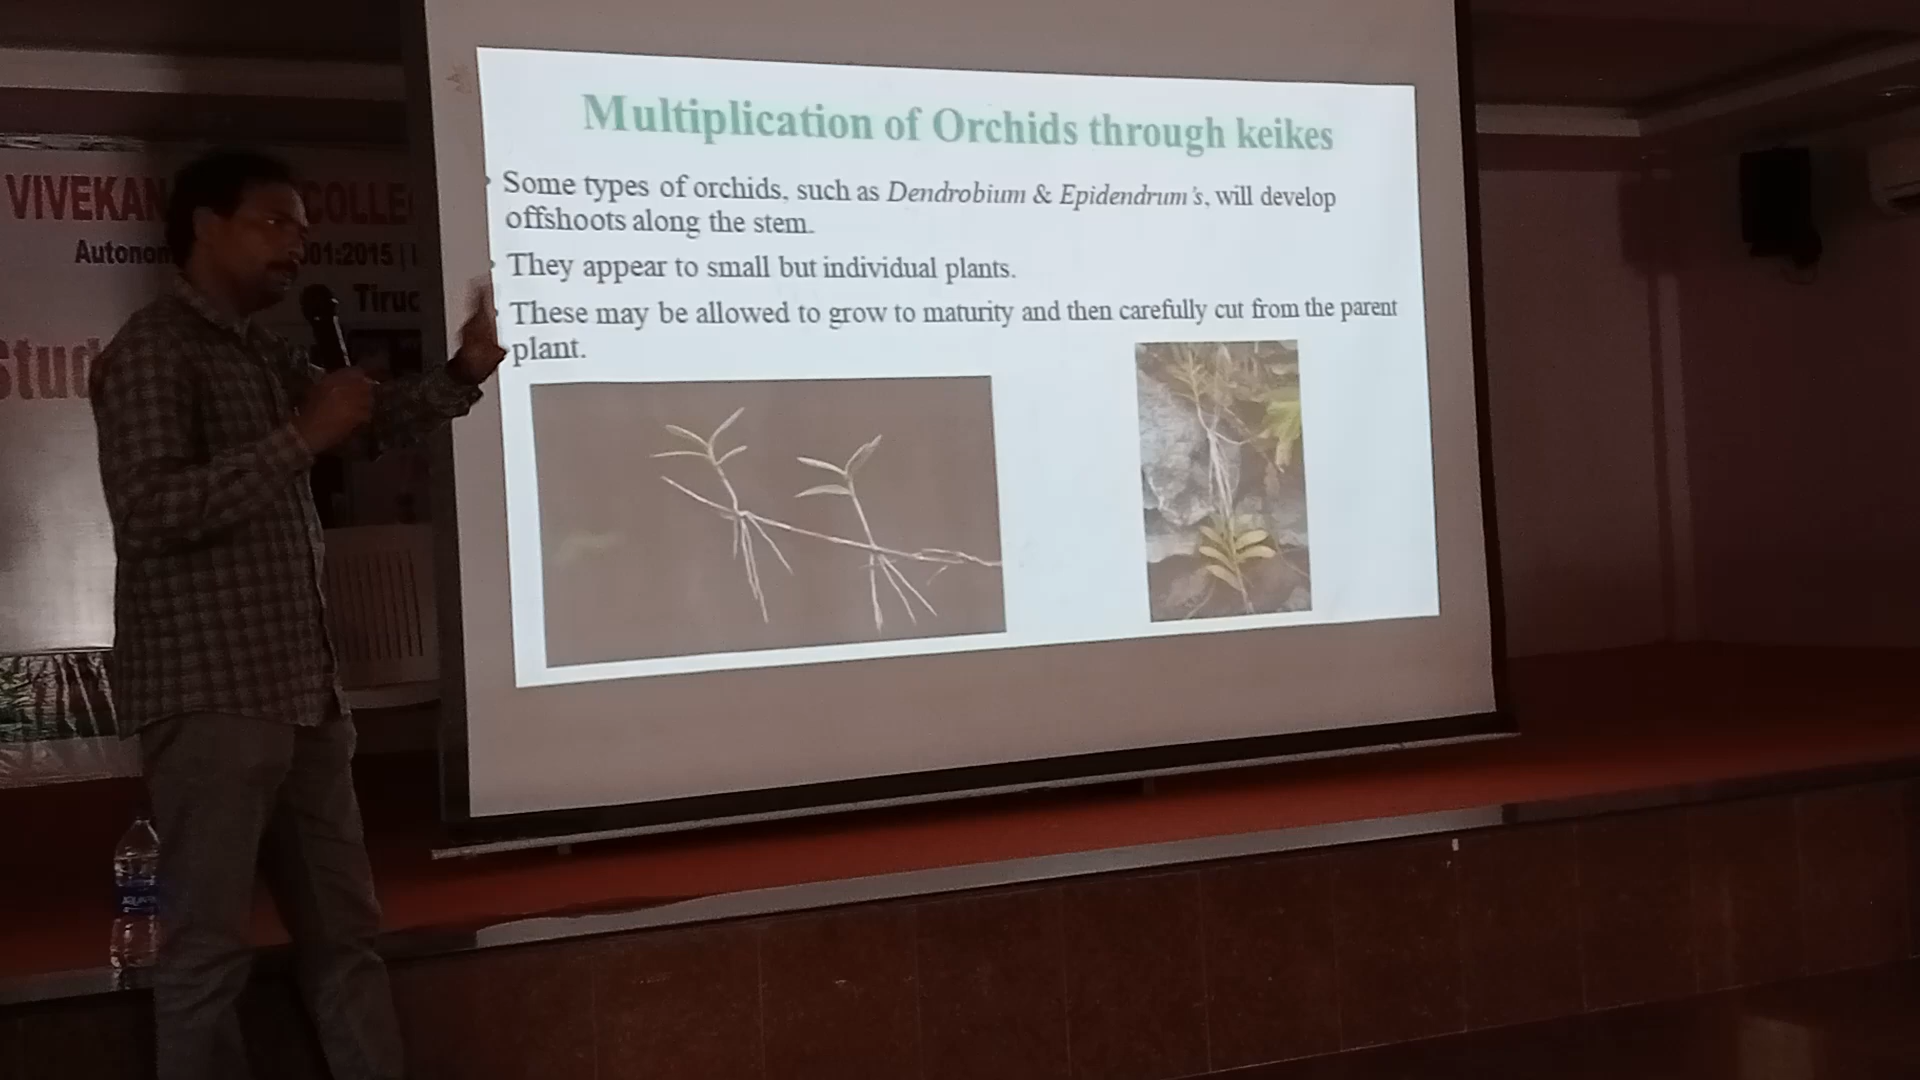 Multiplication of Orchids through keikes
Some types of orchids, such as Dendrobium & Epidendrum's, will develop
offshoots along the stem.
They appear to small but individual plants.
These may be allowed to grow to maturity and then carefully cut from the parent
plant.
VIVEKAN COLLE
Autonom 001:2015 |
Tiruc
Stud